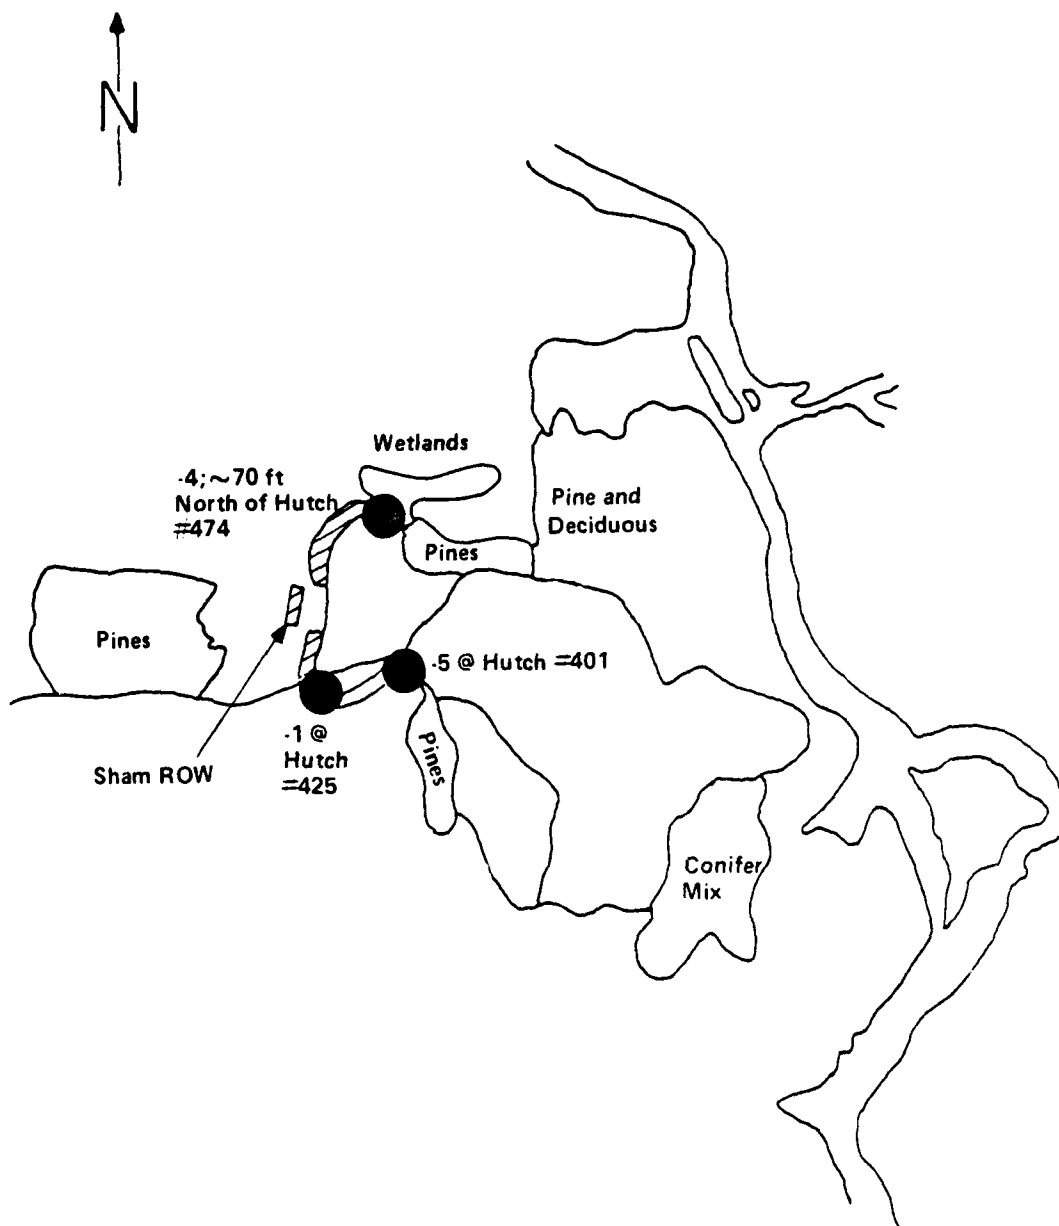 N
Wetlands
-4; ~70 ft
North of Hutch
#474
Pine and
Deciduous
Pines
Pines
-5 @ Hutch #401
-1 @
Hutch
#425
Sham ROW
Pines
Conifer
Mix